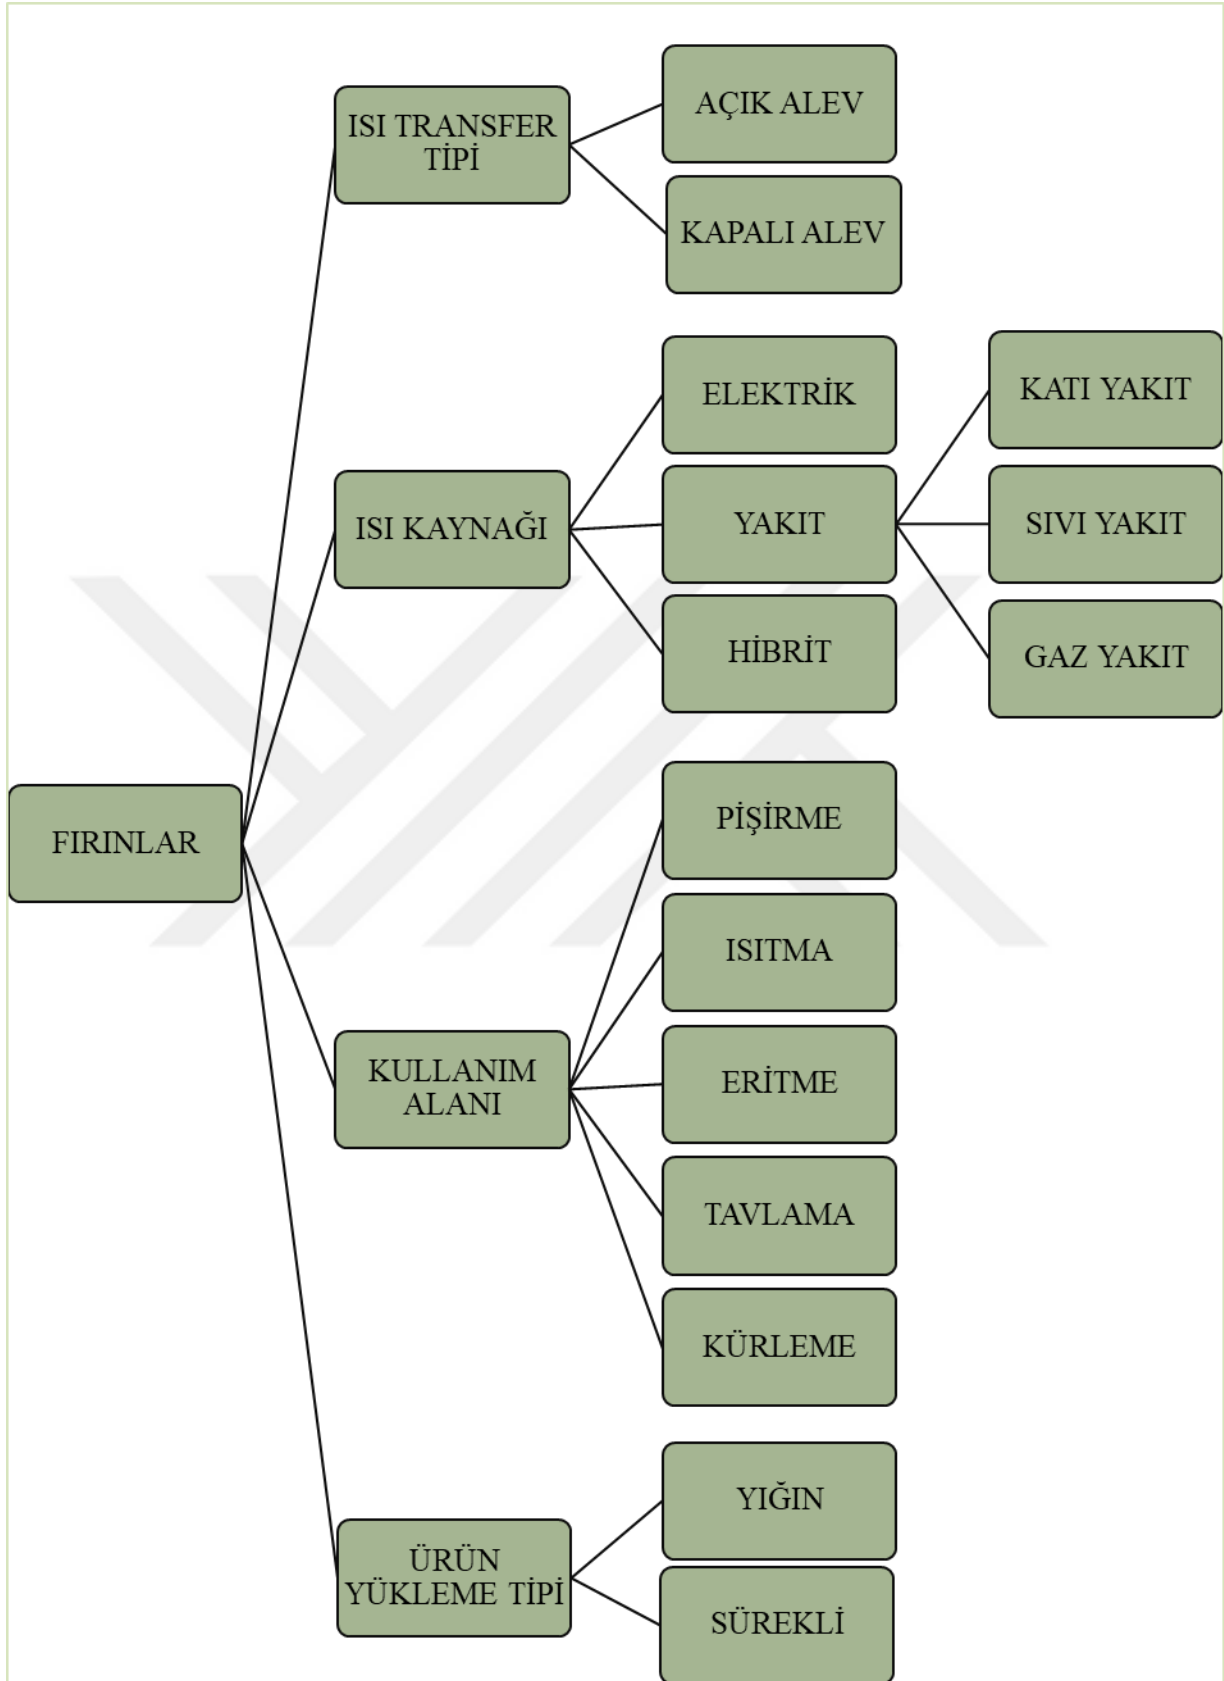 FIRINLAR
ISI TRANSFER
TİPİ
AÇIK ALEV
KAPALI ALEV
ISI KAYNAĞI
ELEKTRİK
YAKIT
HİBRİT
KATI YAKIT
SIVI YAKIT
GAZ YAKIT
KULLANIM
ALANI
PİŞİRME
ISITMA
ERİTME
TAVLAMA
KÜRLEME
ÜRÜN
YÜKLEME TİPİ
YIĞIN
SÜREKLİ